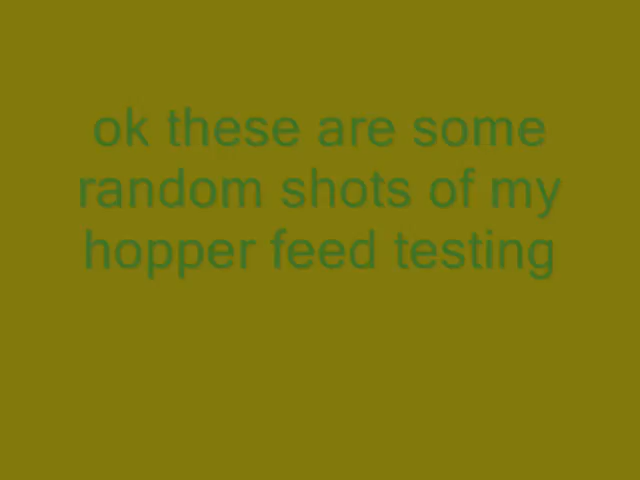 ok these are some
random shots of my
hopper feed testing